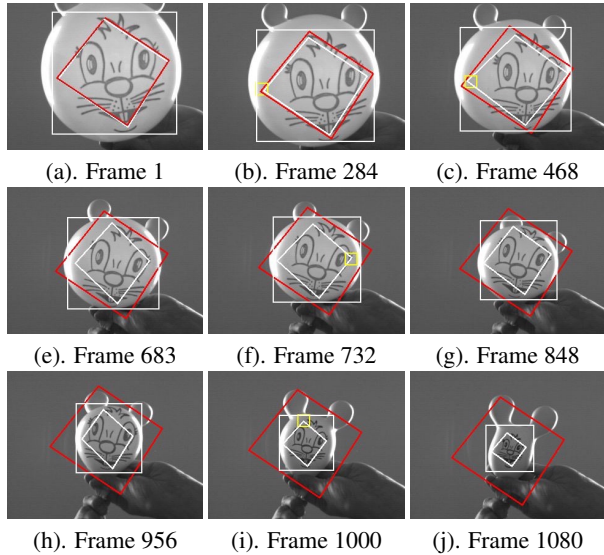 (a). Frame 1
(b). Frame 284
(c). Frame 468
(e). Frame 683
(f). Frame 732
(g). Frame 848
(h). Frame 956
(i). Frame 1000
(j). Frame 1080